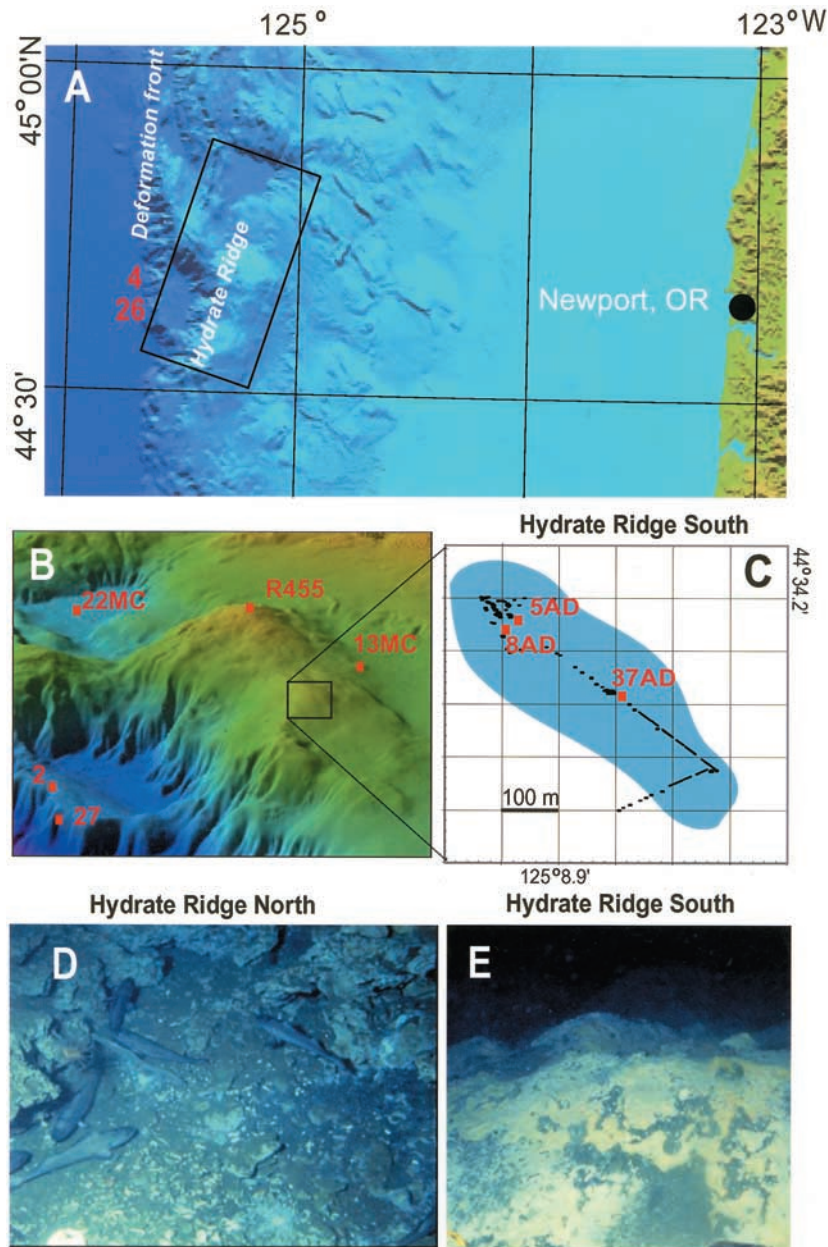 125°
123°W
45° 00'N
A
Deformation front
4
26
Hydrate Ridge
Newport, OR
44° 30'
Hydrate Ridge South
B
22MC
R455
13MC
2
27
C
44° 34.2'
5AD
8AD
37AD
100 m
125° 8.9'
Hydrate Ridge North
Hydrate Ridge South
D
E